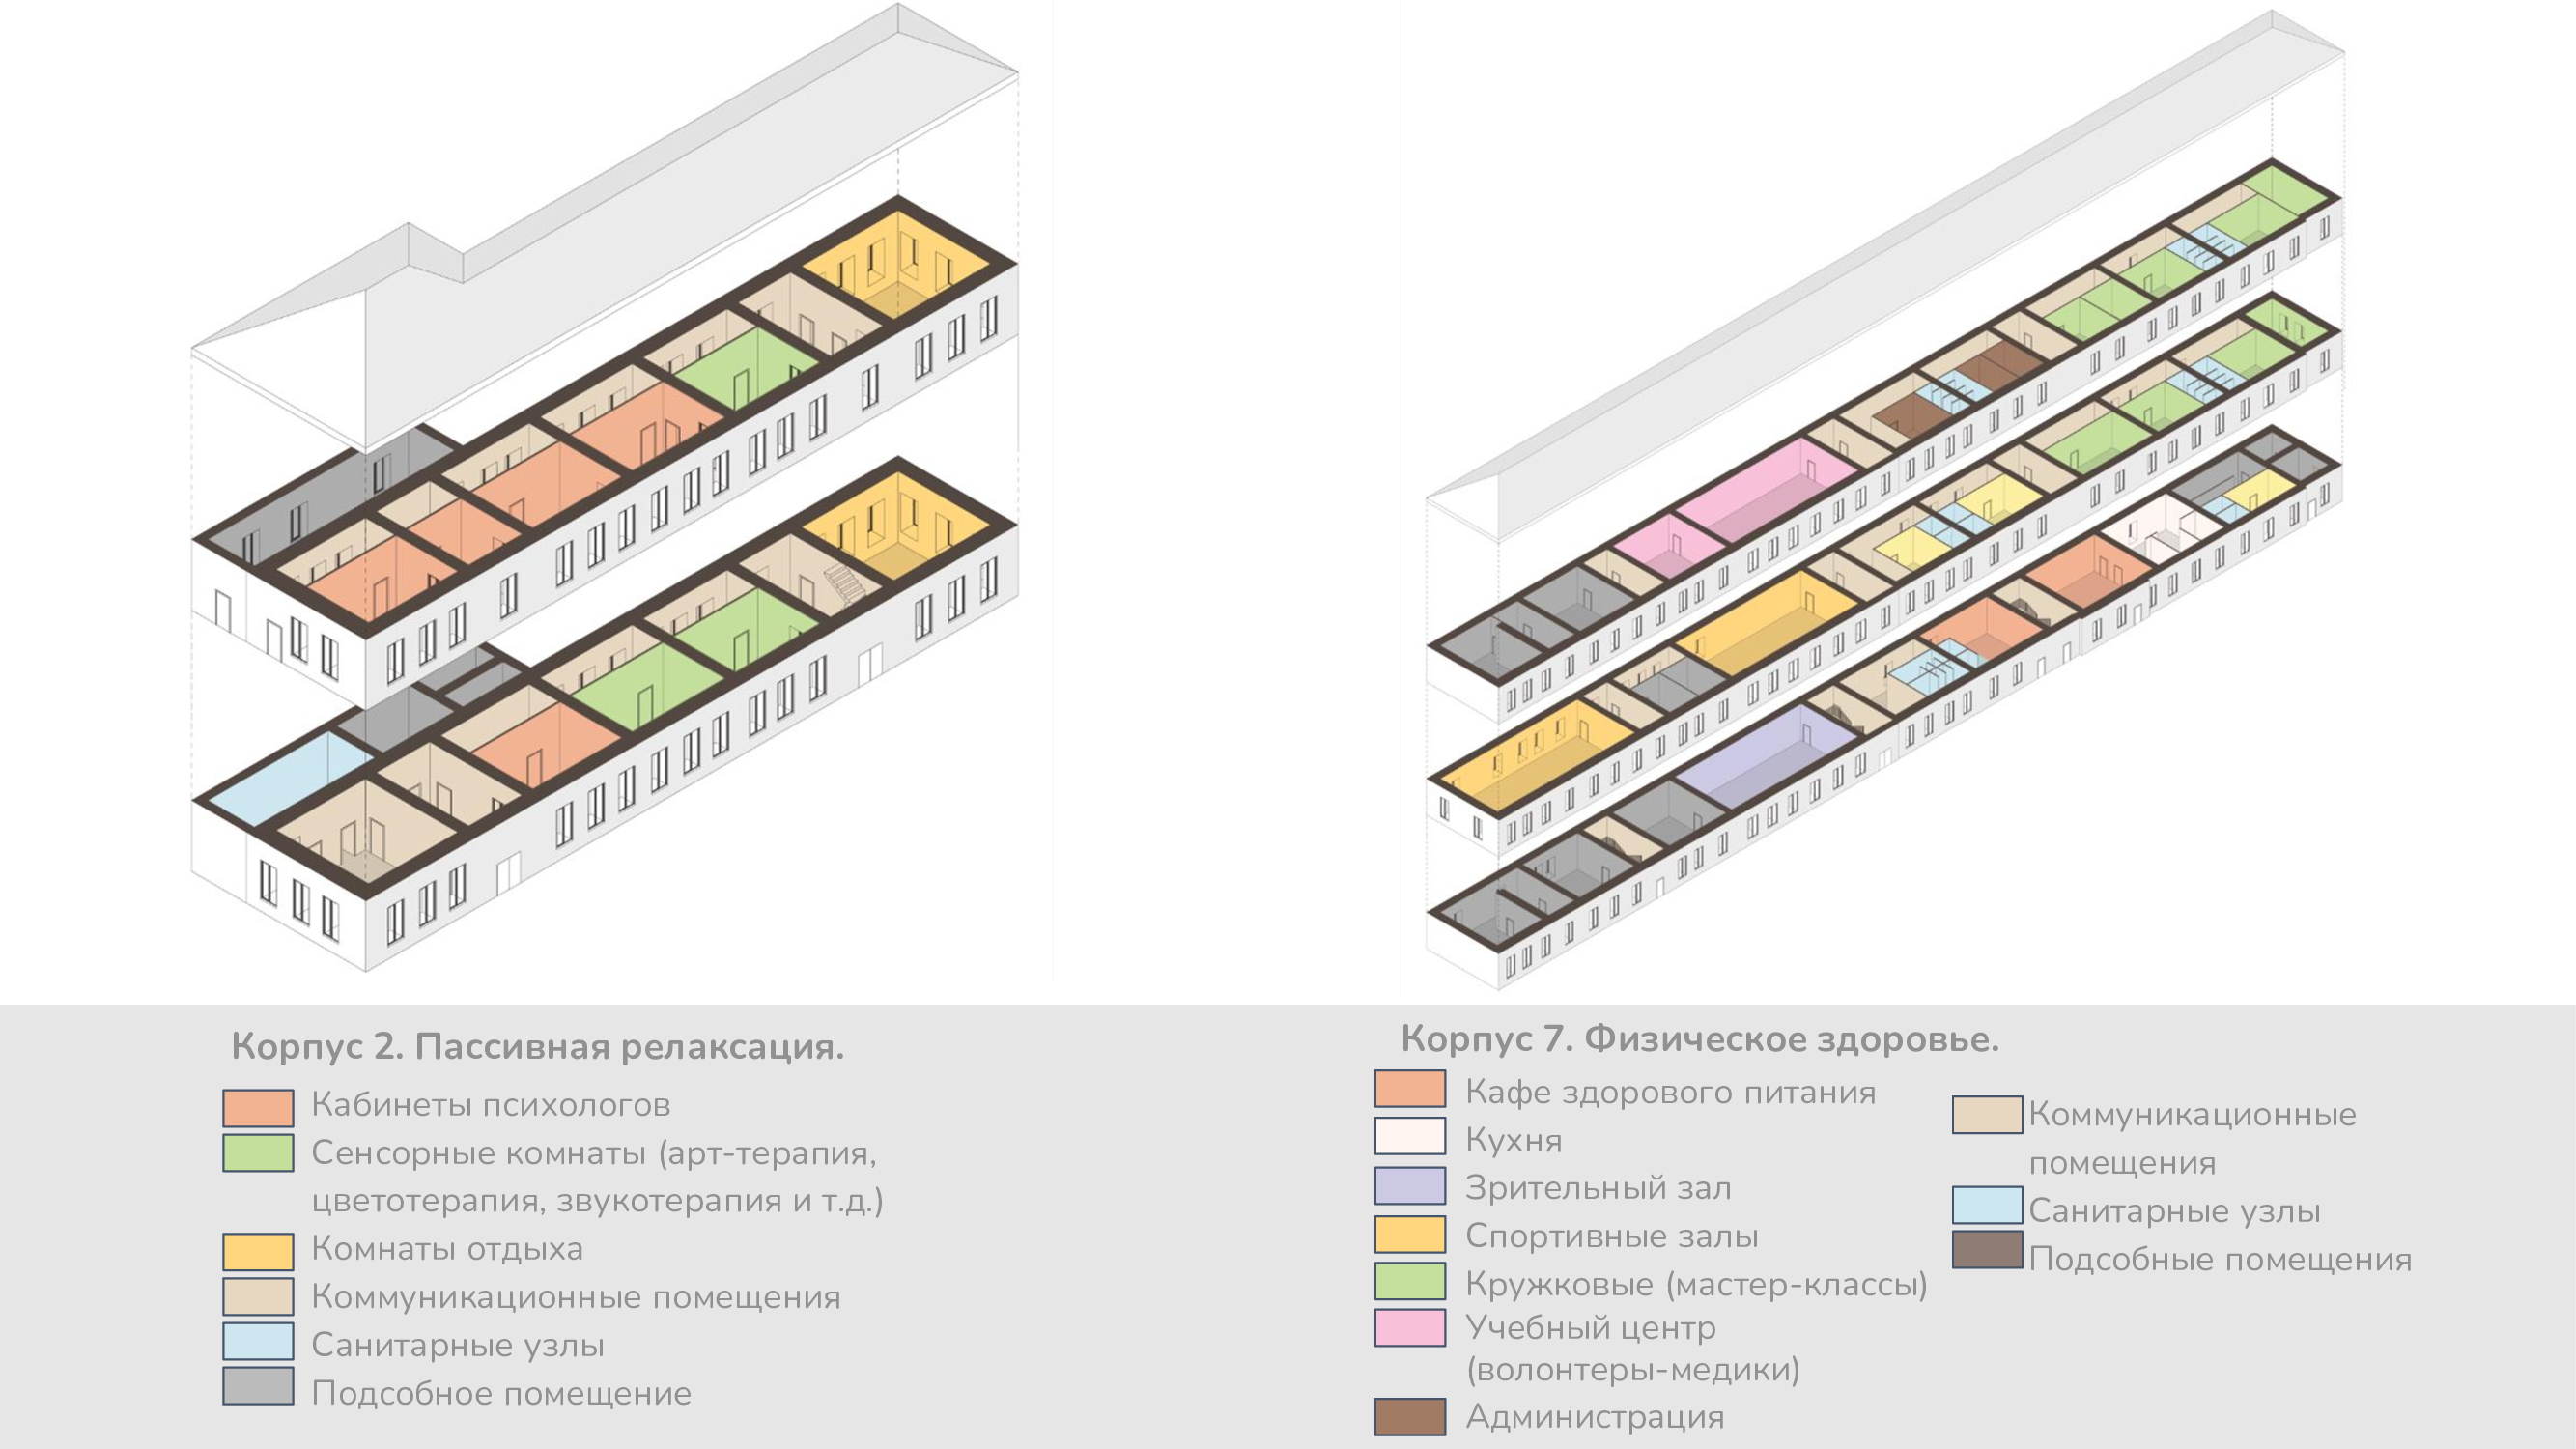 Корпус 2. Пассивная релаксация.
Кабинеты психологов
Сенсорные комнаты (арт-терапия,
цветотерапия, звукотерапия и т.д.)
Комнаты отдыха
Коммуникационные помещения
Санитарные узлы
Подсобное помещение
Корпус 7. Физическое здоровье.
Кафе здорового питания
Кухня
Зрительный зал
Спортивные залы
Кружковые (мастер-классы)
Учебный центр
(волонтеры-медики)
Администрация
Коммуникационные
помещения
Санитарные узлы
Подсобные помещения